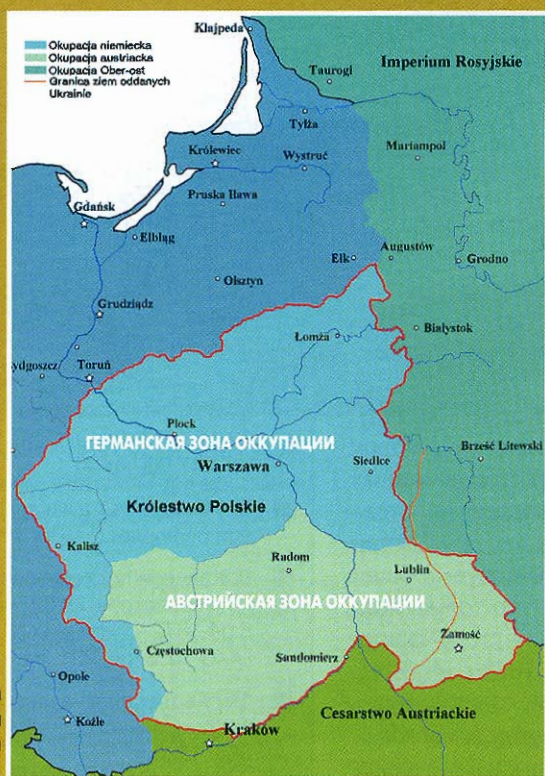 Okupacja niemiecka
Okupacja austriacka
Okupacja Ober-ost
Granica ziem oddanych
Ukrainie
Klajpeda
Imperium Rosyjskie
Taurogi
Tylża
Królewiec
Wystruć
Mariampol
Pruska Iława
Gdańsk
Elbląg
Ełk
Augustów
Grodno
Olsztyn
Grudziądz
Łomża
Białystok
ydgoszcz
Toruń
Płock
ГЕРМАНСКАЯ ЗОНА ОККУПАЦИИ
Warszawa
Siedlce
Brześć Litewski
Królestwo Polskie
Kalisz
Radom
Lublin
АВСТРИЙСКАЯ ЗОНА ОККУПАЦИИ
Zamość
Częstochowa
Sandomierz
Opole
Koźle
Kraków
Cesarstwo Austriackie